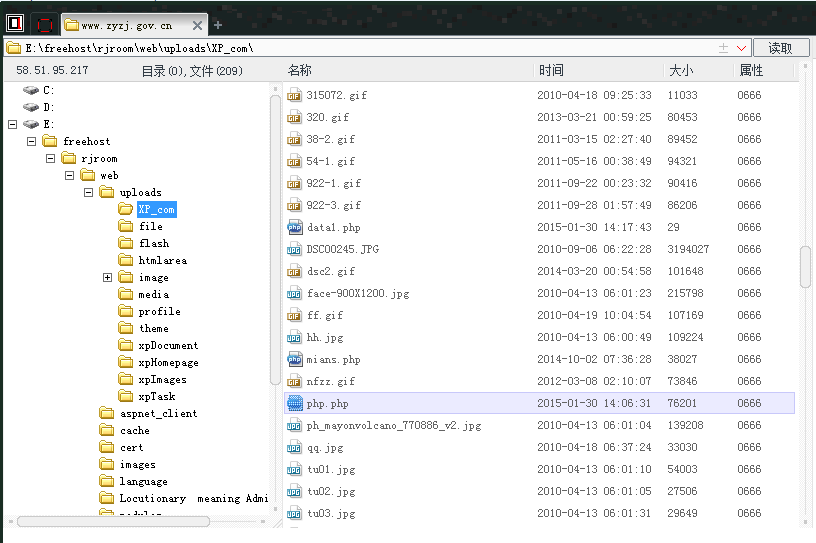 www.zyzj.gov.cn
E:\freehost\rjroom\web\uploads\XP_com\
读取
58.51.95.217
目录(0),文件(209)
名称 时间 大小 属性
C:
D:
E:
freehost
rjroom
web
uploads
XP_com
file
flash
htmlarea
image
media
profile
theme
xpDocument
xpHomepage
xpImages
xpTask
aspnet_client
cache
cert
images
language
Locutionary meaning Admi
315072.gif 2010-04-18 09:25:33 11033 0666
320.gif 2013-03-21 00:59:25 80453 0666
38-2.gif 2011-03-15 02:27:40 89452 0666
54-1.gif 2011-05-16 00:38:49 94321 0666
922-1.gif 2011-09-22 00:23:32 90416 0666
922-3.gif 2011-09-28 01:57:49 86206 0666
data1.php 2015-01-30 14:17:43 29 0666
DSC00245.JPG 2010-09-06 06:22:28 3194027 0666
dsc2.gif 2014-03-20 00:54:58 101648 0666
face-900X1200.jpg 2010-04-13 06:01:23 215798 0666
ff.gif 2010-04-19 10:04:54 107169 0666
hh.jpg 2010-04-13 06:00:49 109224 0666
mians.php 2014-10-02 07:36:28 38027 0666
nfzz.gif 2012-03-08 02:10:07 73846 0666
php.php 2015-01-30 14:06:31 76201 0666
ph_mayonvolcano_770886_v2.jpg 2010-04-13 06:01:04 139208 0666
qq.jpg 2010-04-18 06:37:24 33030 0666
tu01.jpg 2010-04-13 06:01:10 54003 0666
tu02.jpg 2010-04-13 06:01:05 27506 0666
tu03.jpg 2010-04-13 06:01:31 29649 0666